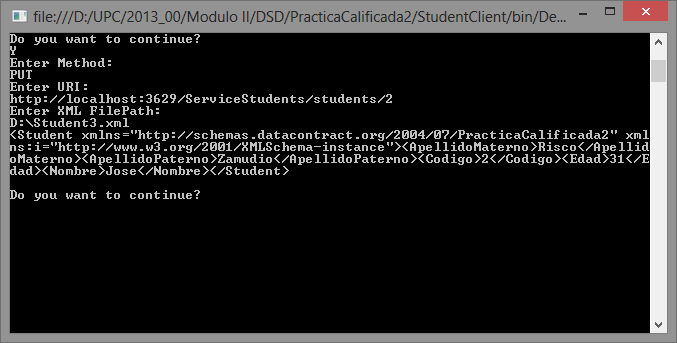 file:///D:/UPC/2013_00/Modulo II/DSD/PracticaCalificada2/StudentClient/bin/De...
Do you want to continue?
Y
Enter Method:
PUT
Enter URI:
http://localhost:3629/ServiceStudents/students/2
Enter XML FilePath:
D:\Student3.xml
<Student xmlns="http://schemas.datacontract.org/2004/07/PracticaCalificada2" xml
ns:i="http://www.w3.org/2001/XMLSchema-instance"><ApellidoMaterno>Risco</Apellid
oMaterno><ApellidoPaterno>Zamudio</ApellidoPaterno><Codigo>2</Codigo><Edad>31</E
dad><Nombre>Jose</Nombre></Student>
Do you want to continue?